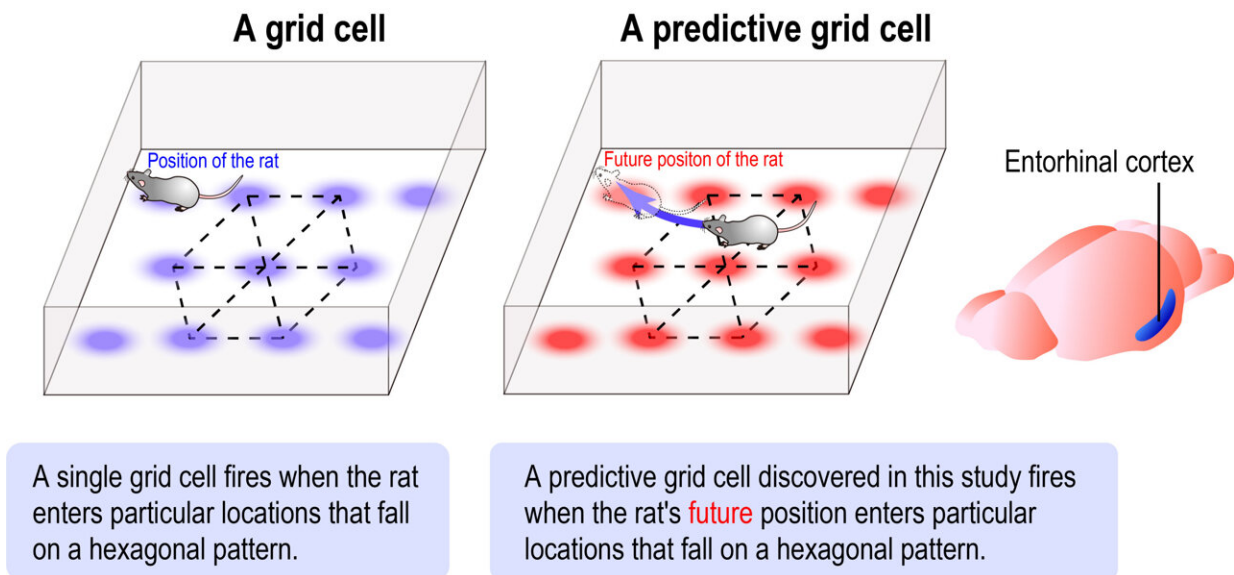 A grid cell
A predictive grid cell
Position of the rat
Future positon of the rat
Entorhinal cortex
A single grid cell fires when the rat
enters particular locations that fall
on a hexagonal pattern.
A predictive grid cell discovered in this study fires
when the rat's future position enters particular
locations that fall on a hexagonal pattern.